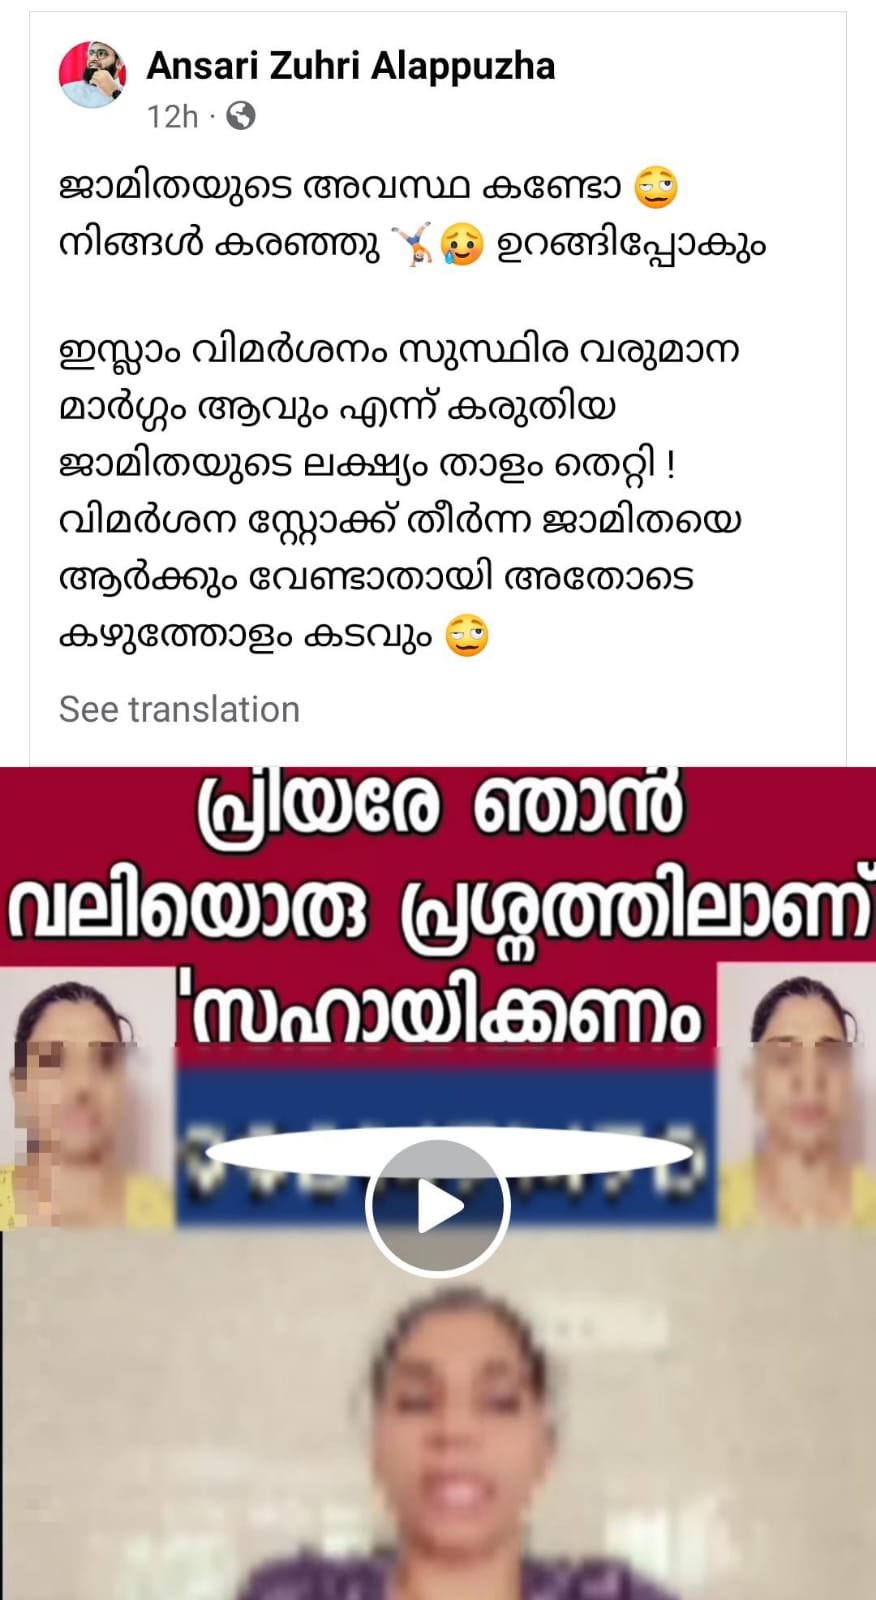 Ansari Zuhri Alappuzha
12h ·
ജാമിതയുടെ അവസ്ഥ കണ്ടോ 🥴
നിങ്ങൾ കരഞ്ഞു 🤸🥲 ഉറങ്ങിപ്പോകും
ഇസ്ലാം വിമർശനം സുസ്ഥിര വരുമാന
മാർഗ്ഗം ആവും എന്ന് കരുതിയ
ജാമിതയുടെ ലക്ഷ്യം താളം തെറ്റി !
വിമർശന സ്റ്റോക്ക് തീർന്ന ജാമിതയെ
ആർക്കും വേണ്ടാതായി അതോടെ
കഴുത്തോളം കടവും 🥴
See translation
പ്രിയരേ ഞാൻ
വലിയൊരു പ്രശ്നത്തിലാണ്
'സഹായിക്കണം